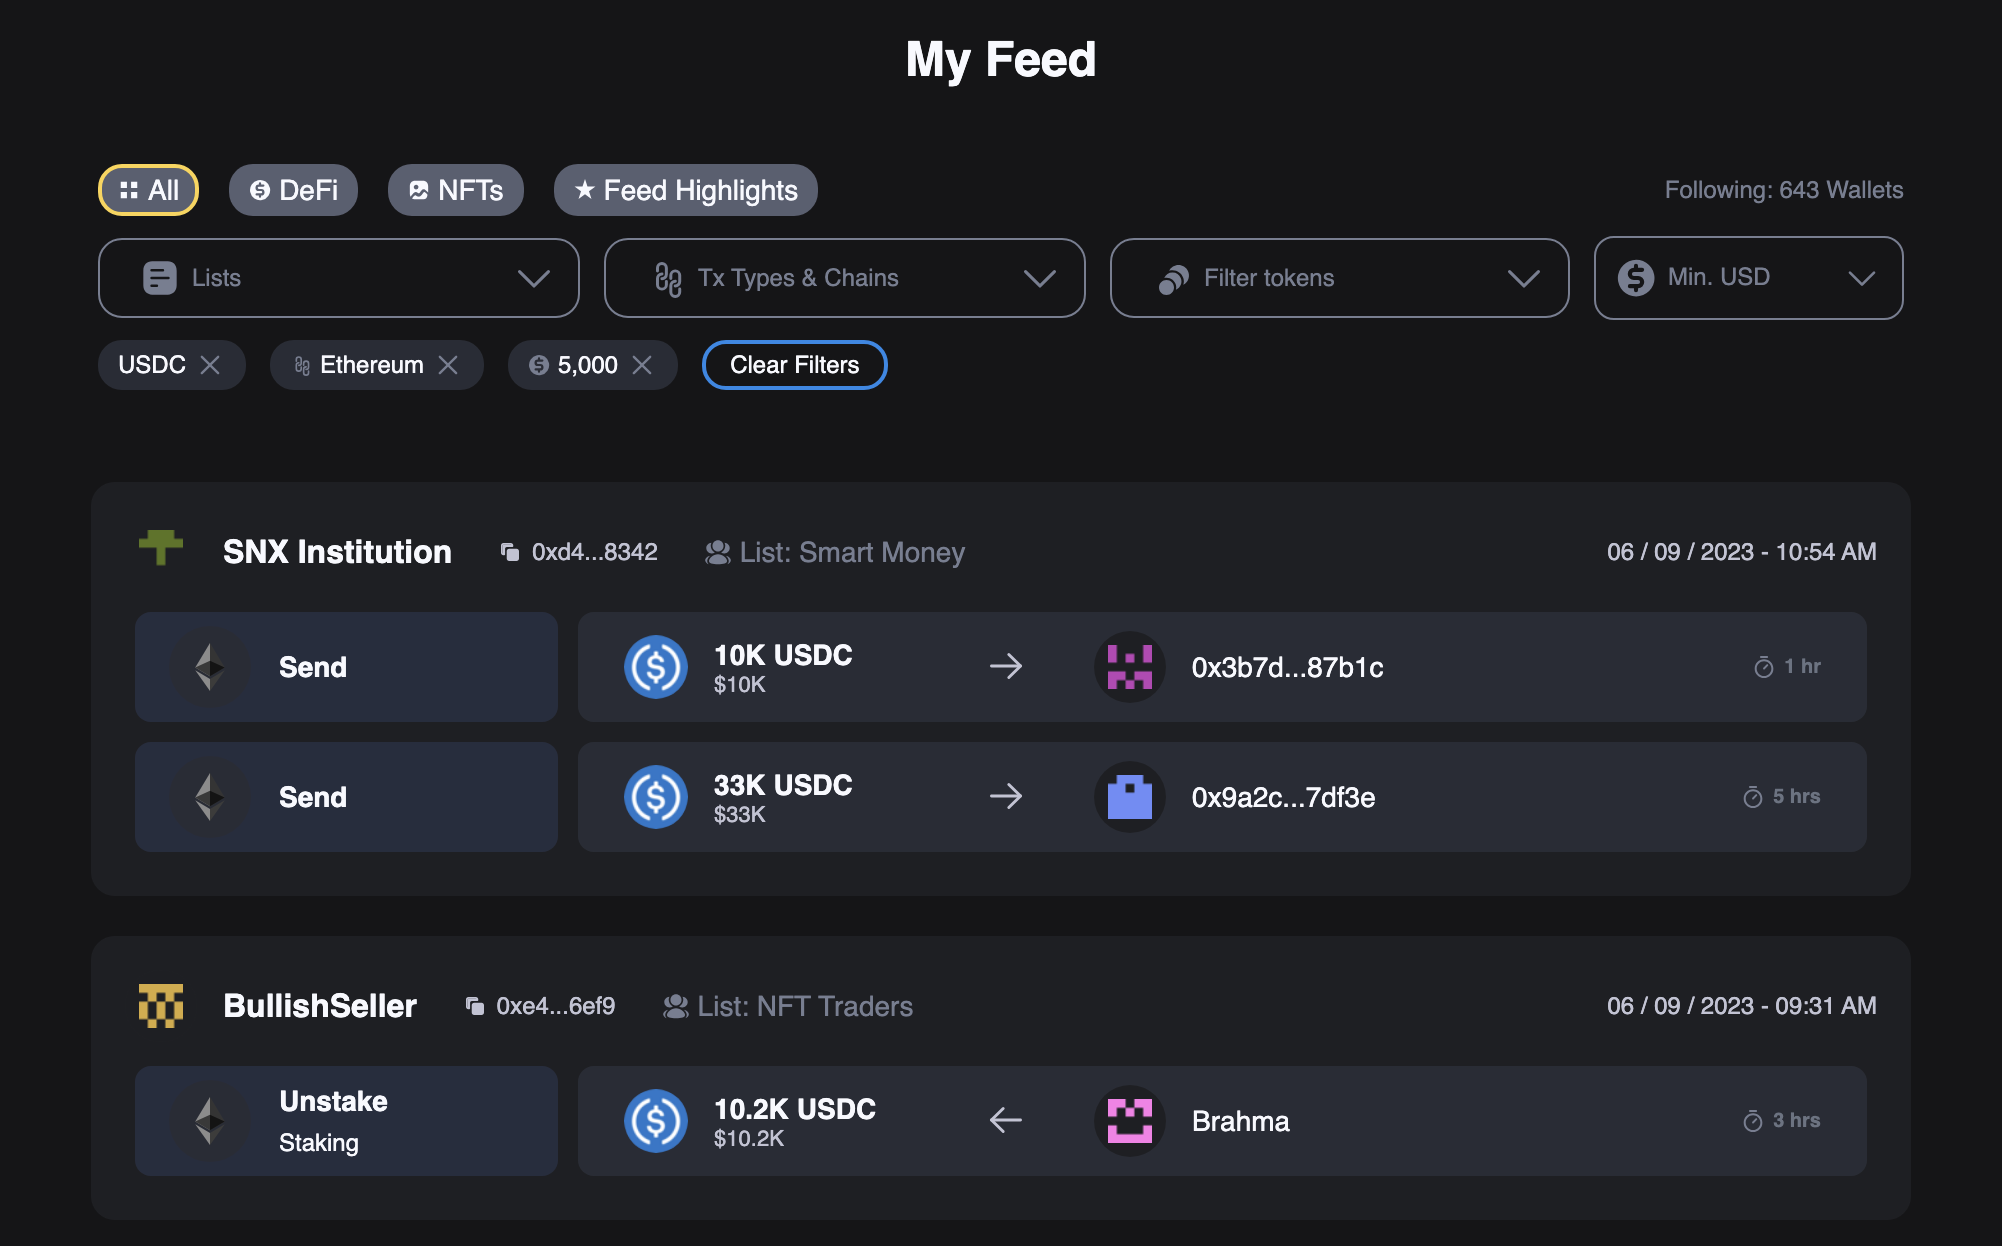 My Feed
All DeFi NFTs Feed Highlights Following: 643 Wallets
Lists Tx Types & Chains Filter tokens Min. USD
USDC Ethereum 5,000 Clear Filters
SNX Institution 0xd4...8342 List: Smart Money 06 / 09 / 2023 - 10:54 AM
Send 10K USDC 0x3b7d...87b1c 1 hr
$10K
Send 33K USDC 0x9a2c...7df3e 5 hrs
$33K
BullishSeller 0xe4...6ef9 List: NFT Traders 06 / 09 / 2023 - 09:31 AM
Unstake 10.2K USDC Brahma 3 hrs
Staking $10.2K